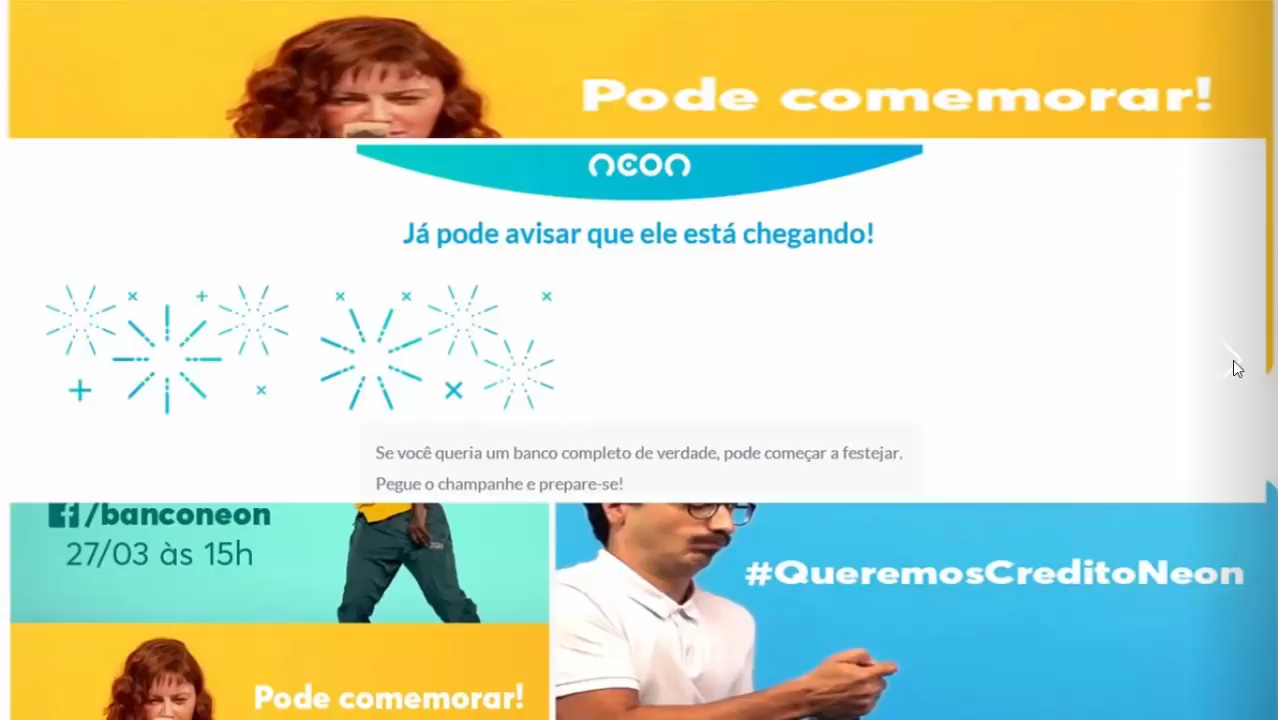 Pode comemorar!
neon
Já pode avisar que ele está chegando!
Se você queria um banco completo de verdade, pode começar a festejar.
Pegue o champanhe e prepare-se!
/banconeon
27/03 às 15h
#QueremosCreditoNeon
Pode comemorar!